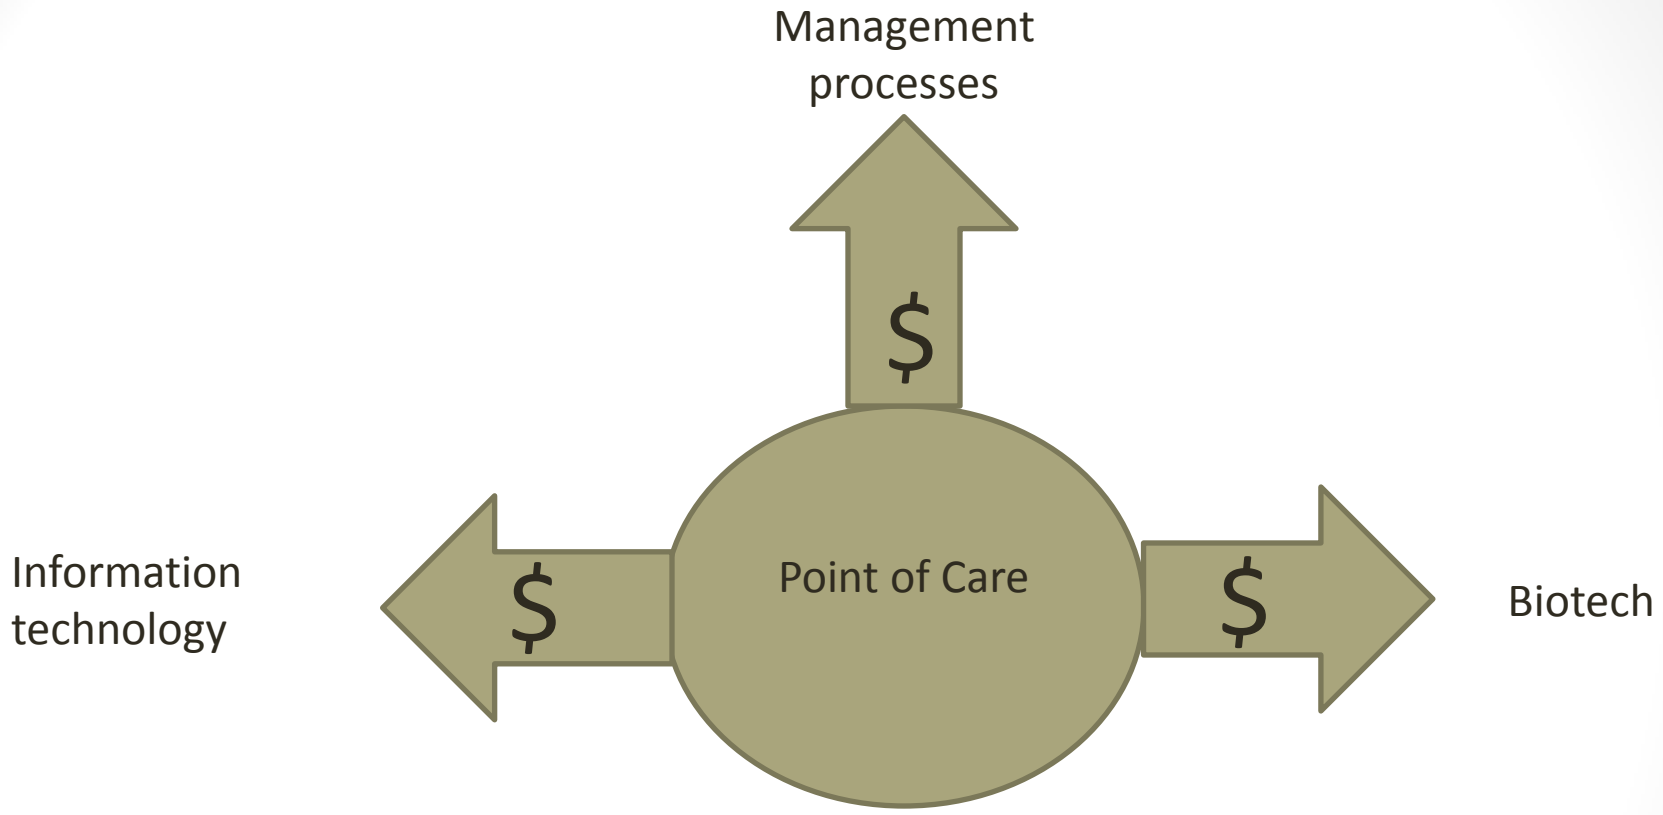 Management
processes
$
Information
technology
$
Point of Care
$
Biotech